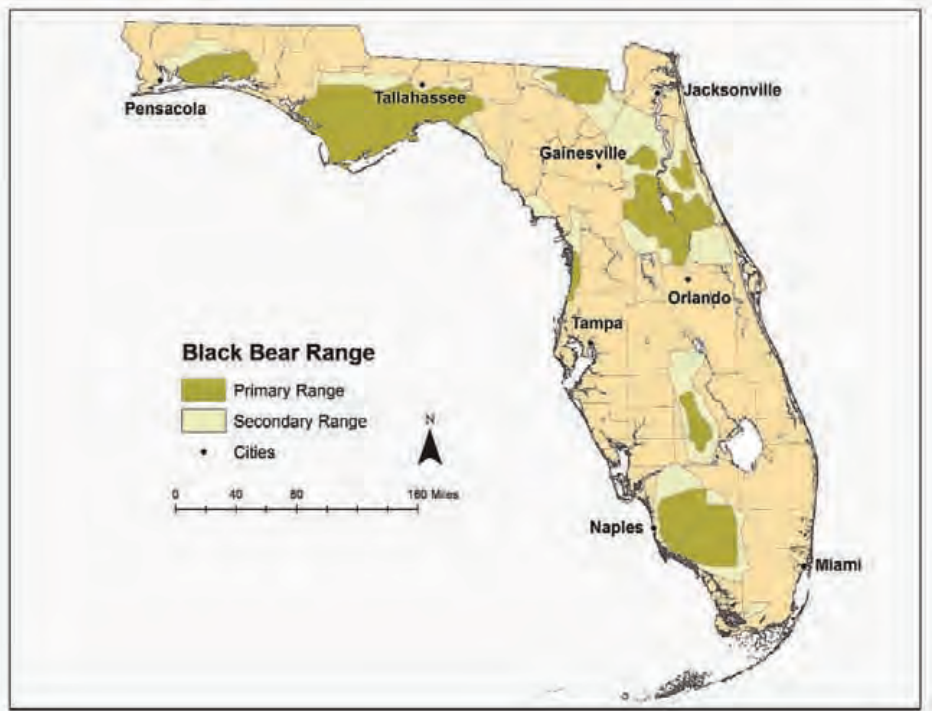 Pensacola
Tallahassee
Jacksonville
Gainesville
Orlando
Tampa
Black Bear Range
Primary Range
Secondary Range
Cities
N
0 40 80 160 Miles
Naples
Miami